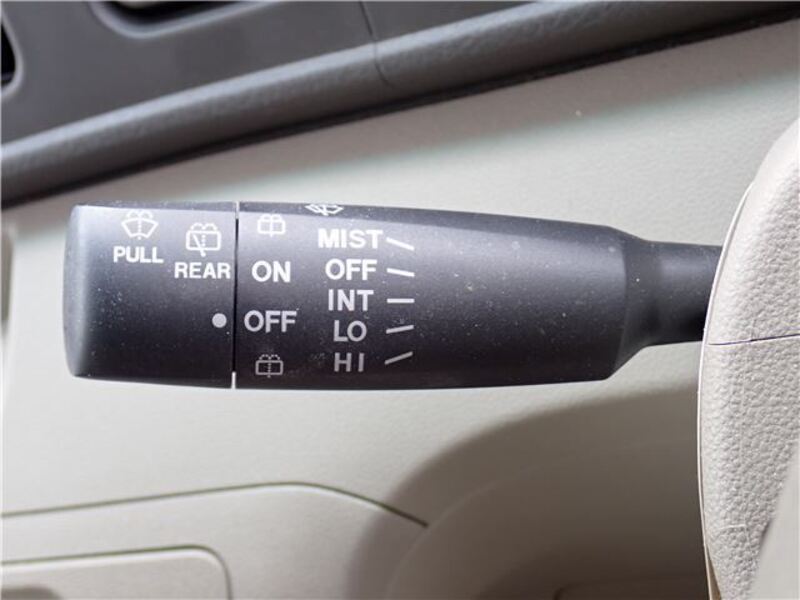 PULL
REAR
ON
OFF
MIST
OFF
INT
LO
HI